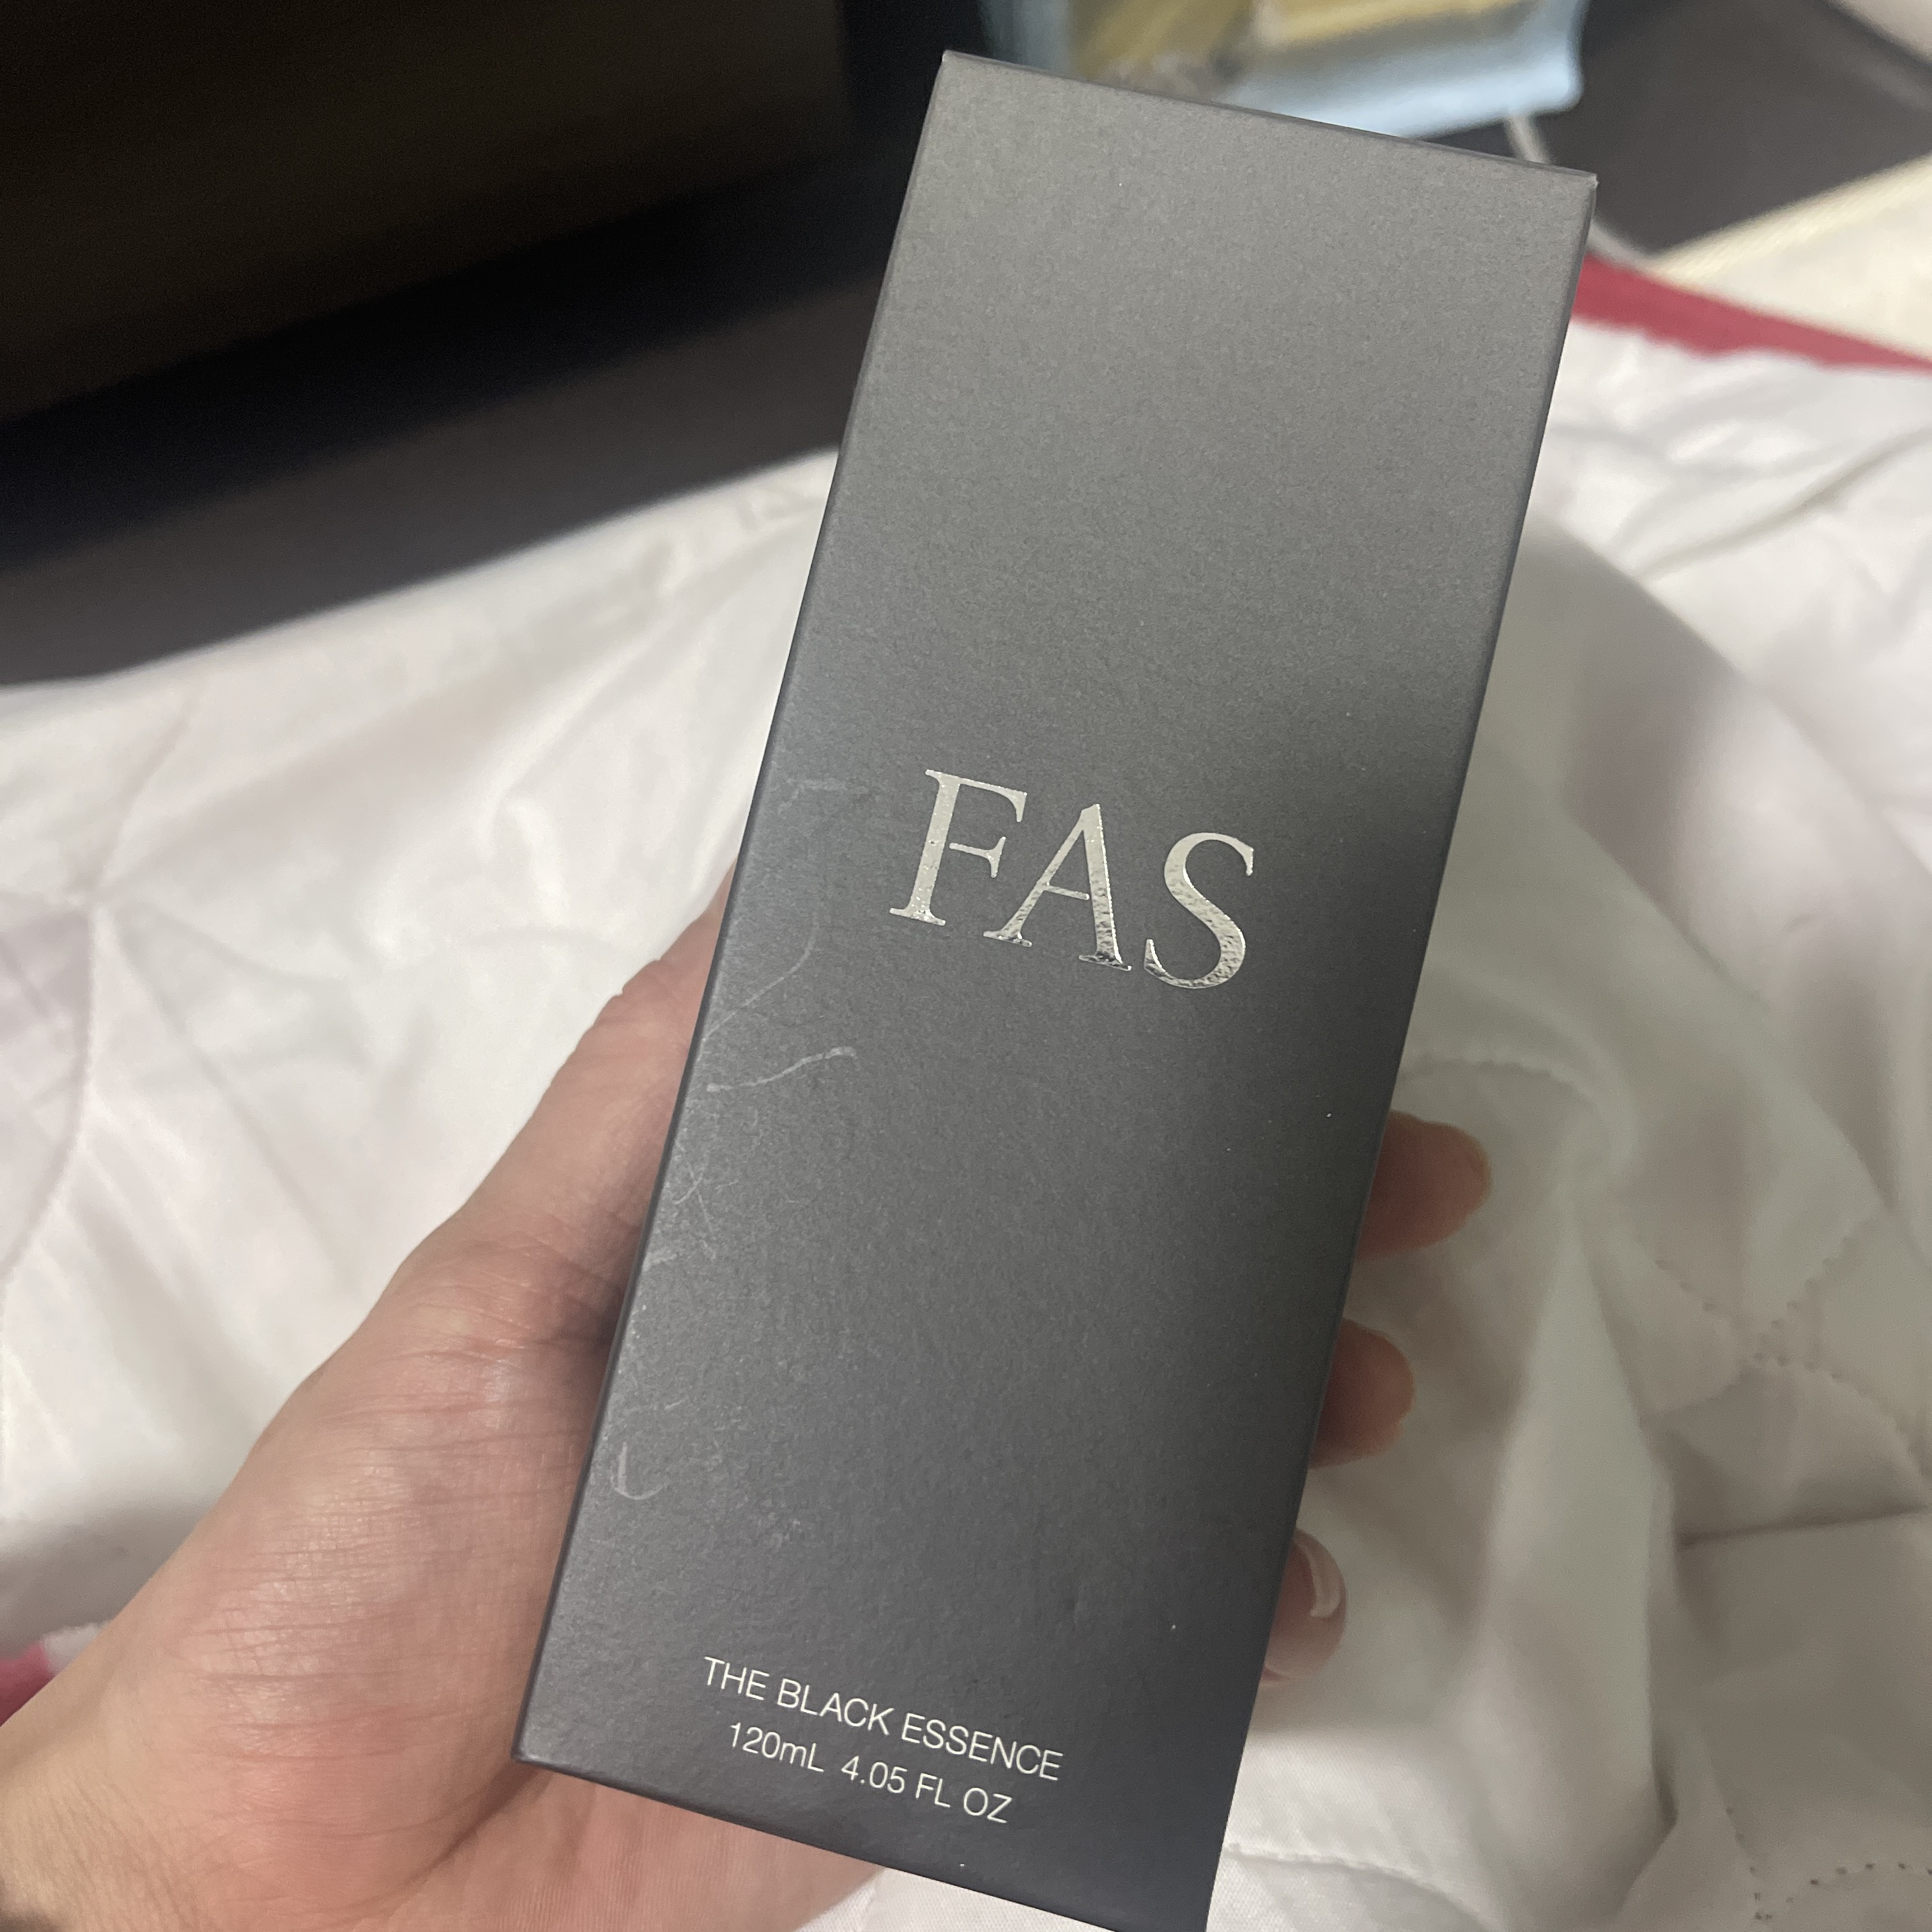 FAS
THE BLACK ESSENCE
120mL 4.05 FL OZ